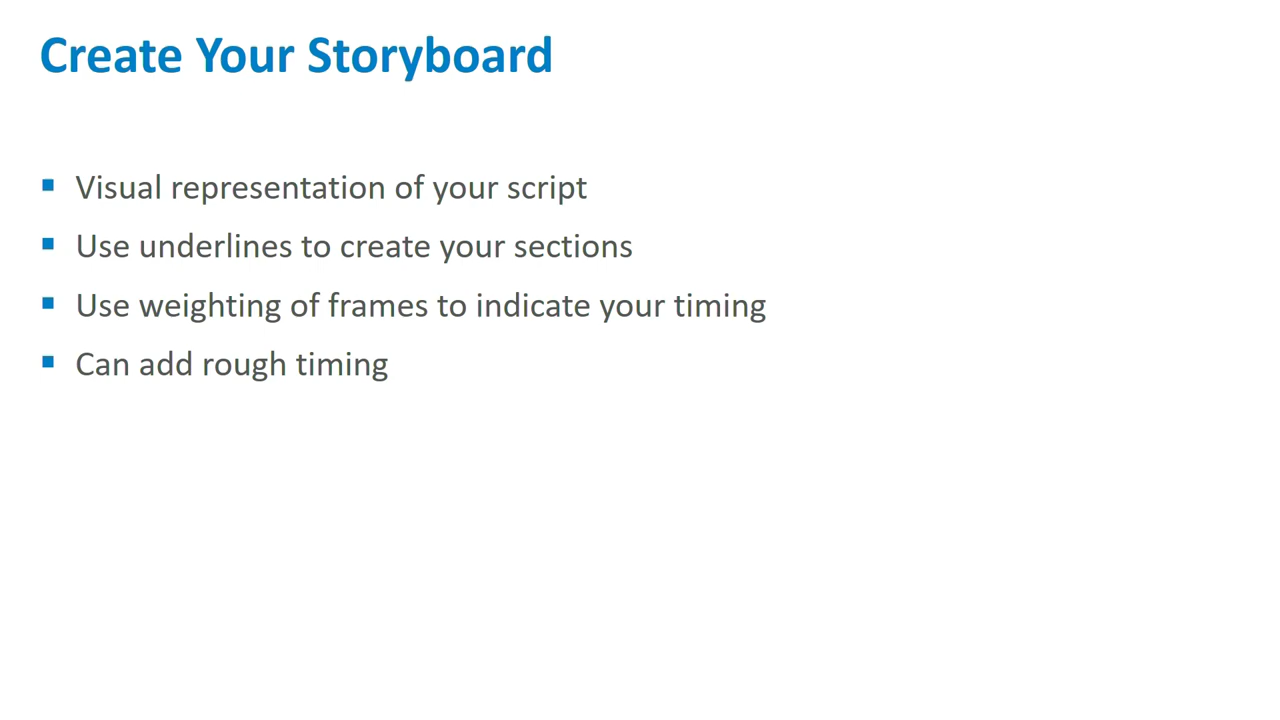 Create Your Storyboard
▪ Visual representation of your script
▪ Use underlines to create your sections
▪ Use weighting of frames to indicate your timing
▪ Can add rough timing